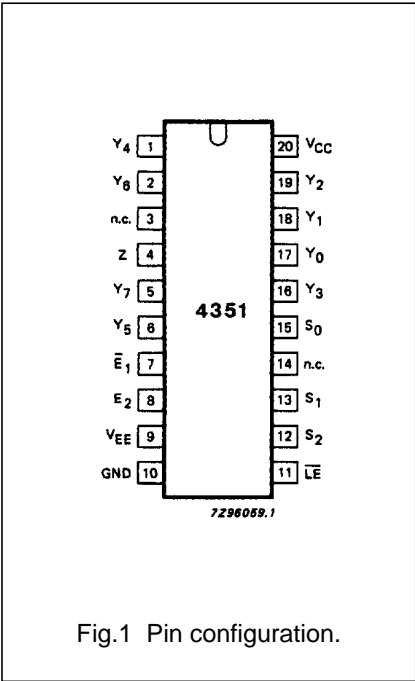 Y4 1 20 VCC
Y6 2 19 Y2
n.c. 3 18 Y1
Z 4 17 Y0
Y7 5 16 Y3
4351
Y5 6 15 S0
Ē1 7 14 n.c.
E2 8 13 S1
VEE 9 12 S2
GND 10 11 L̅E̅
7Z96059.1
Fig.1 Pin configuration.